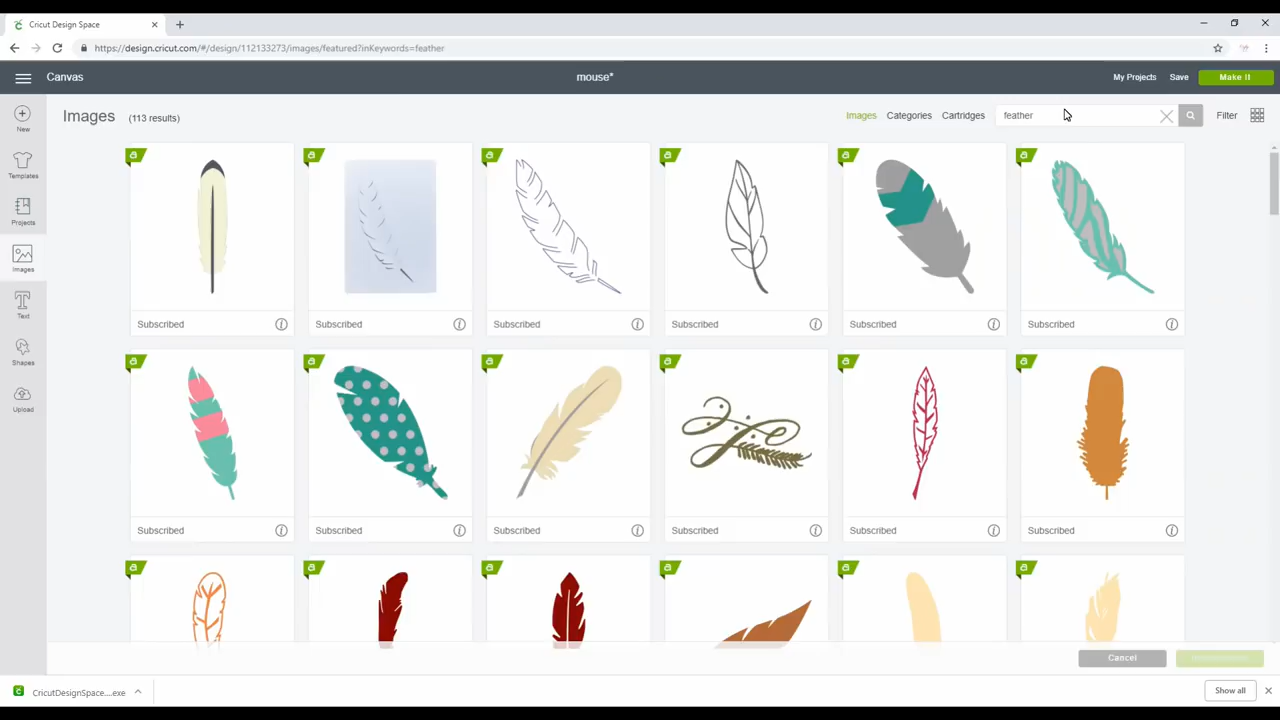 Cricut Design Space
https://design.cricut.com/#/design/112133273/images/featured?inKeywords=feather
Canvas
mouse*
My Projects
Save
Make It
New
Templates
Projects
Images
Text
Shapes
Upload
Images
(113 results)
Images
Categories
Cartridges
feather
Filter
Subscribed
Subscribed
Subscribed
Subscribed
Subscribed
Subscribed
Subscribed
Subscribed
Subscribed
Subscribed
Subscribed
Subscribed
Cancel
CricutDesignSpace....exe
Show all